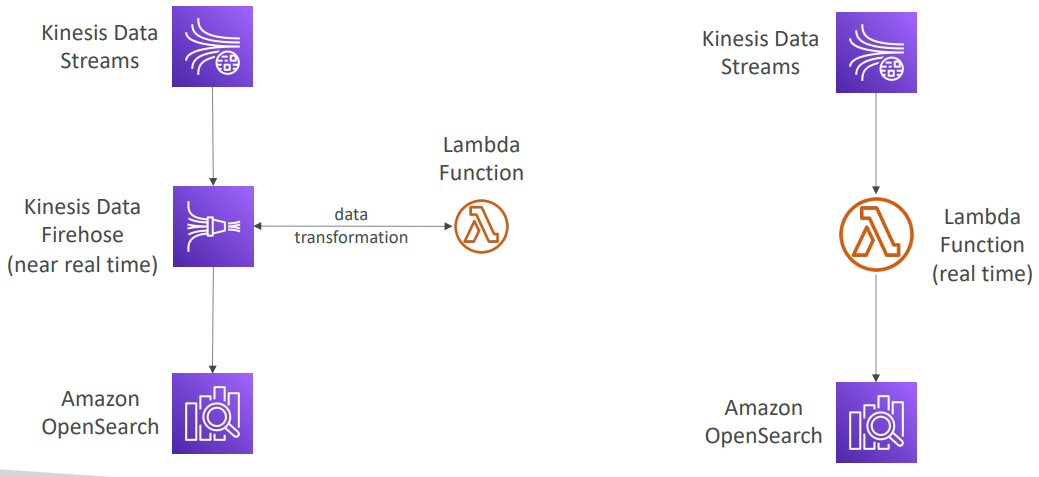 Kinesis Data
Streams
Kinesis Data
Firehose
(near real time)
data
transformation
Lambda
Function
Amazon
OpenSearch
Kinesis Data
Streams
Lambda
Function
(real time)
Amazon
OpenSearch